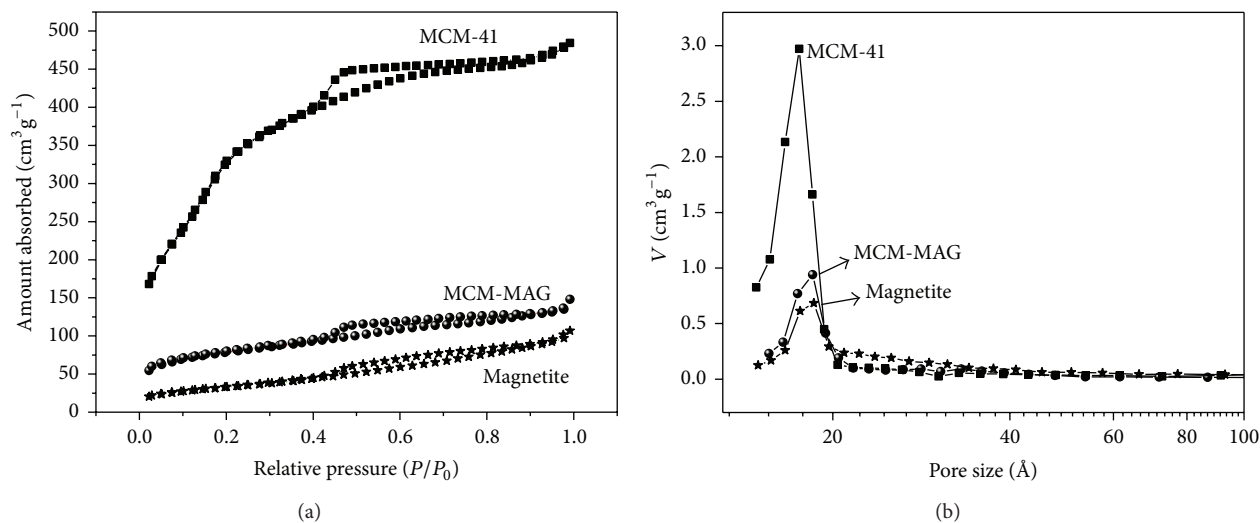 500
450
400
350
300
250
200
150
100
50
0
Amount absorbed (cm³ g⁻¹)
MCM-41
MCM-MAG
Magnetite
0.0 0.2 0.4 0.6 0.8 1.0
Relative pressure (P/P₀)
(a)
3.0
2.5
2.0
1.5
1.0
0.5
0.0
V (cm³ g⁻¹)
MCM-41
MCM-MAG
Magnetite
20 40 60 80 100
Pore size (Å)
(b)